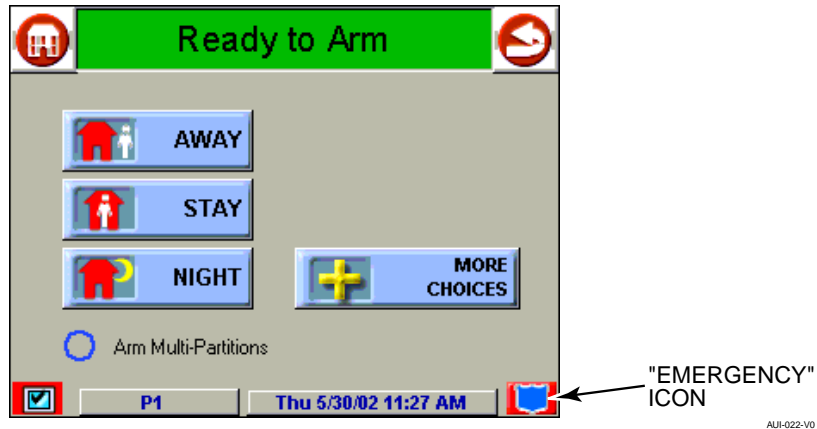 Ready to Arm
AWAY
STAY
NIGHT
MORE
CHOICES
Arm Multi-Partitions
P1
Thu 5/30/02 11:27 AM
"EMERGENCY"
ICON
AUI-022-V0